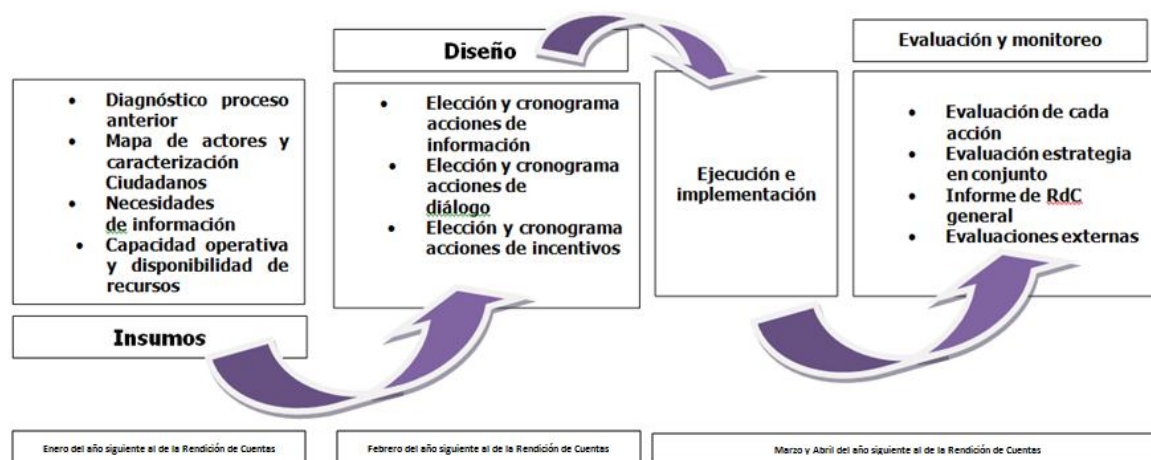 Diagnóstico proceso
anterior
Mapa de actores y
caracterización
Ciudadanos
Necesidades
de información
Capacidad operativa
y disponibilidad de
recursos
Insumos
Enero del año siguiente al de la Rendición de Cuentas
Diseño
Elección y cronograma
acciones de
información
Elección y cronograma
acciones de
diálogo
Elección y cronograma
acciones de incentivos
Febrero del año siguiente al de la Rendición de Cuentas
Ejecución e
implementación
Evaluación y monitoreo
Evaluación de cada
acción
Evaluación estrategia
en conjunto
Informe de RdC
general
Evaluaciones externas
Marzo y Abril del año siguiente al de la Rendición de Cuentas